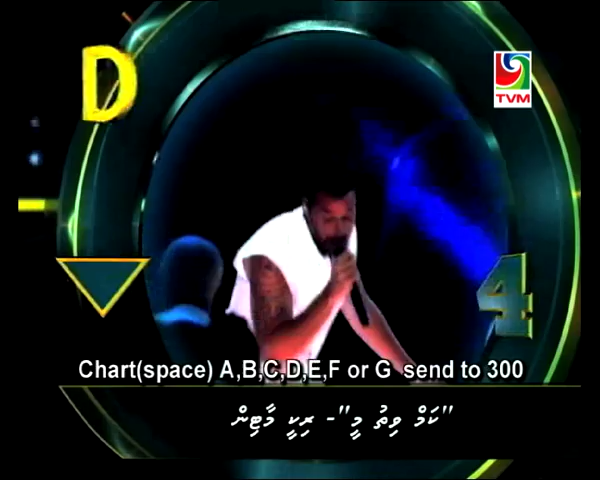 D
TVM
4
Chart(space) A,B,C,D,E,F or G send to 300
"ކަމް ވިތު މީ"- ރިކީ މާޓިން